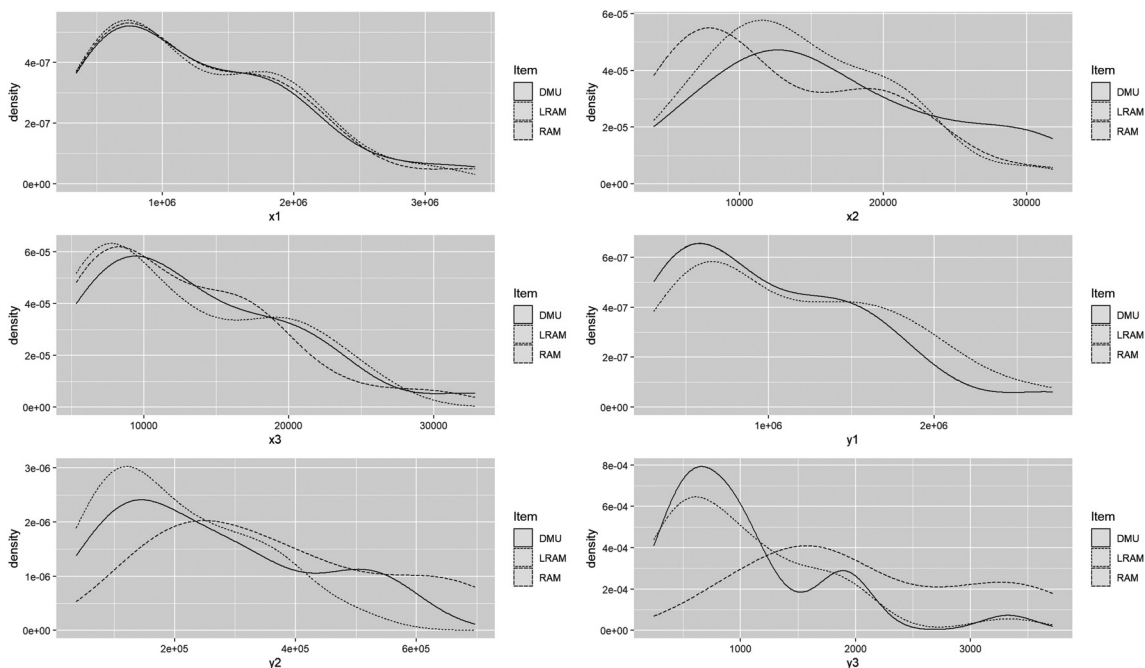 density
4e-07
2e-07
0e+00
1e+06 2e+06 3e+06
x1
Item
DMU
LRAM
RAM
density
6e-05
4e-05
2e-05
0e+00
10000 20000 30000
x2
Item
DMU
LRAM
RAM
density
6e-05
4e-05
2e-05
0e+00
10000 20000 30000
x3
Item
DMU
LRAM
RAM
density
6e-07
4e-07
2e-07
0e+00
1e+06 2e+06
y1
Item
DMU
LRAM
RAM
density
3e-06
2e-06
1e-06
0e+00
2e+05 4e+05 6e+05
y2
Item
DMU
LRAM
RAM
density
8e-04
6e-04
4e-04
2e-04
0e+00
1000 2000 3000
y3
Item
DMU
LRAM
RAM